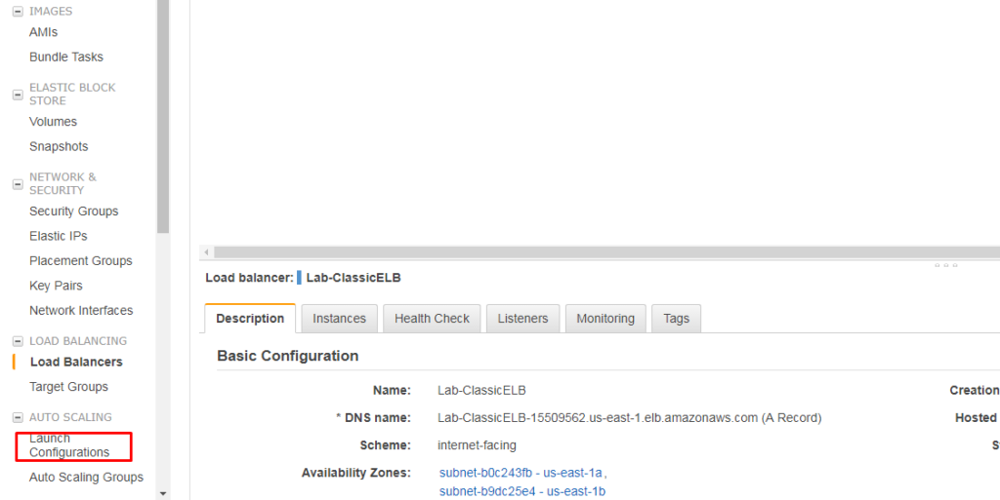 IMAGES
AMIs
Bundle Tasks
ELASTIC BLOCK
STORE
Volumes
Snapshots
NETWORK &
SECURITY
Security Groups
Elastic IPs
Placement Groups
Key Pairs
Network Interfaces
LOAD BALANCING
Load Balancers
Target Groups
AUTO SCALING
Launch
Configurations
Auto Scaling Groups
Load balancer: Lab-ClassicELB
Description Instances Health Check Listeners Monitoring Tags
Basic Configuration
Name: Lab-ClassicELB Creation
* DNS name: Lab-ClassicELB-15509562.us-east-1.elb.amazonaws.com (A Record) Hosted
Scheme: internet-facing
Availability Zones: subnet-b0c243fb - us-east-1a,
subnet-b9dc25e4 - us-east-1b